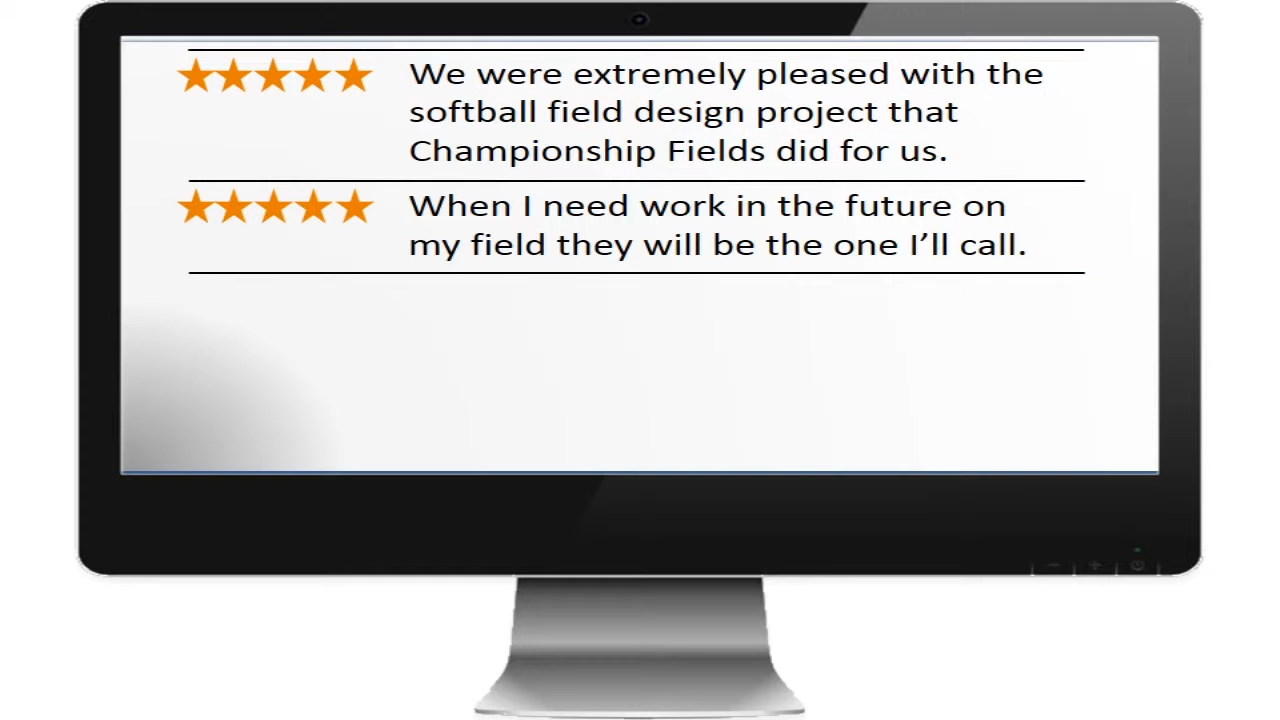 We were extremely pleased with the
softball field design project that
Championship Fields did for us.
When I need work in the future on
my field they will be the one I’ll call.